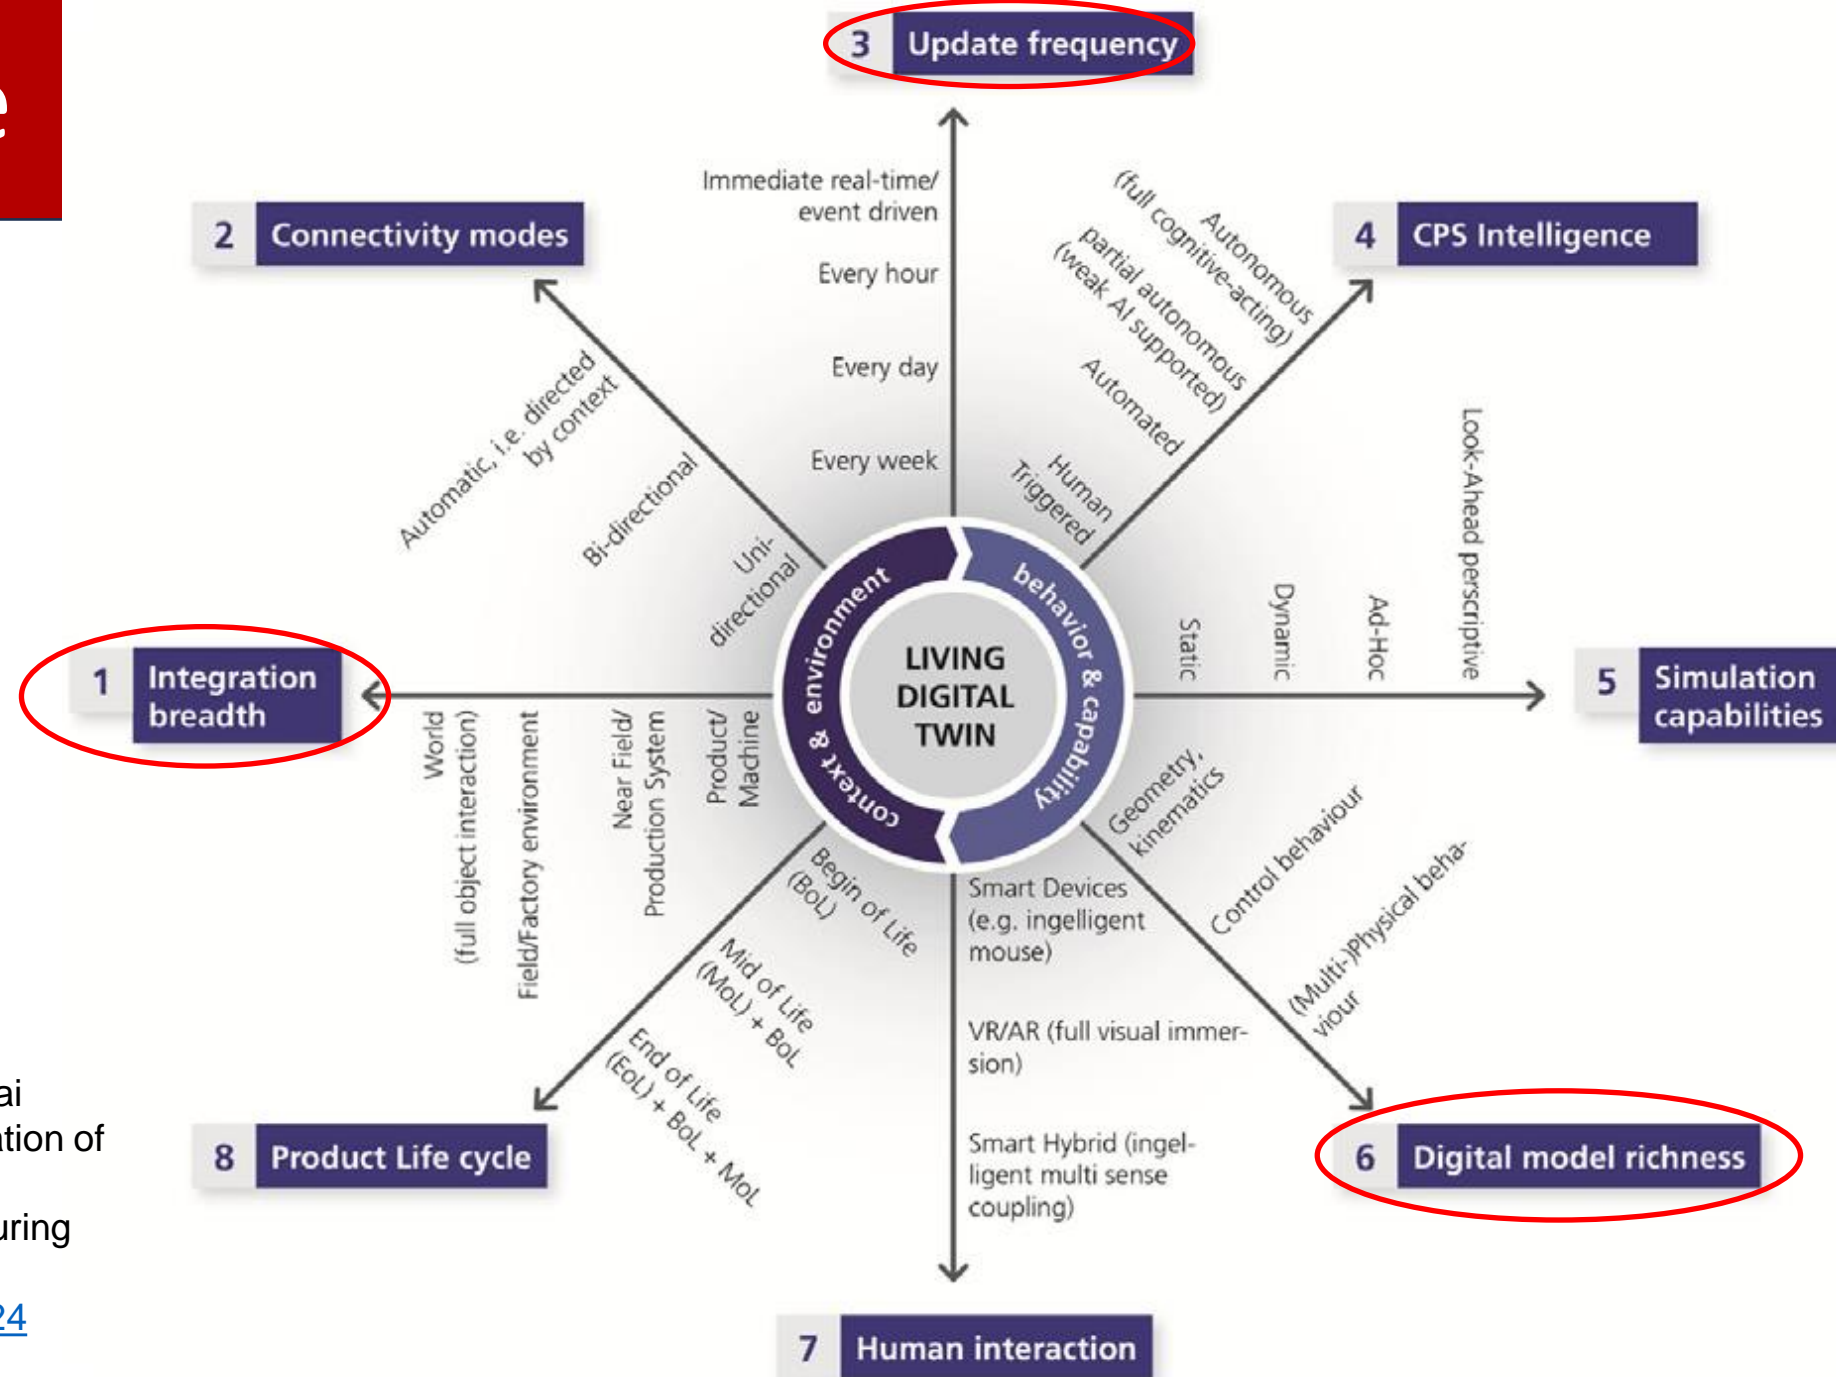 e
3 Update frequency
Immediate real-time/
event driven
Every hour
Every day
Every week
2 Connectivity modes
Automatic, i.e. directed
by context
Bi-directional
Uni-
directional
4 CPS Intelligence
Autonomous
(full cognitive-acting)
partial autonomous
(weak AI supported)
Automated
Human
Triggered
1 Integration
breadth
World
(full object interaction)
Field/Factory environment
Near Field/
Production System
Product/
Machine
context & environment
behavior & capability
LIVING
DIGITAL
TWIN
Static
Dynamic
Ad-Hoc
Look-Ahead perscriptive
5 Simulation
capabilities
Geometry,
kinematics
Control behaviour
(Multi-)Physical beha-
viour
6 Digital model richness
Begin of Life
(BoL)
Mid of Life
(MoL) + BoL
End of Life
(EoL) + BoL + MoL
8 Product Life cycle
Smart Devices
(e.g. ingelligent
mouse)
VR/AR (full visual immer-
sion)
Smart Hybrid (ingel-
ligent multi sense
coupling)
7 Human interaction
ai
ation of
uring
24